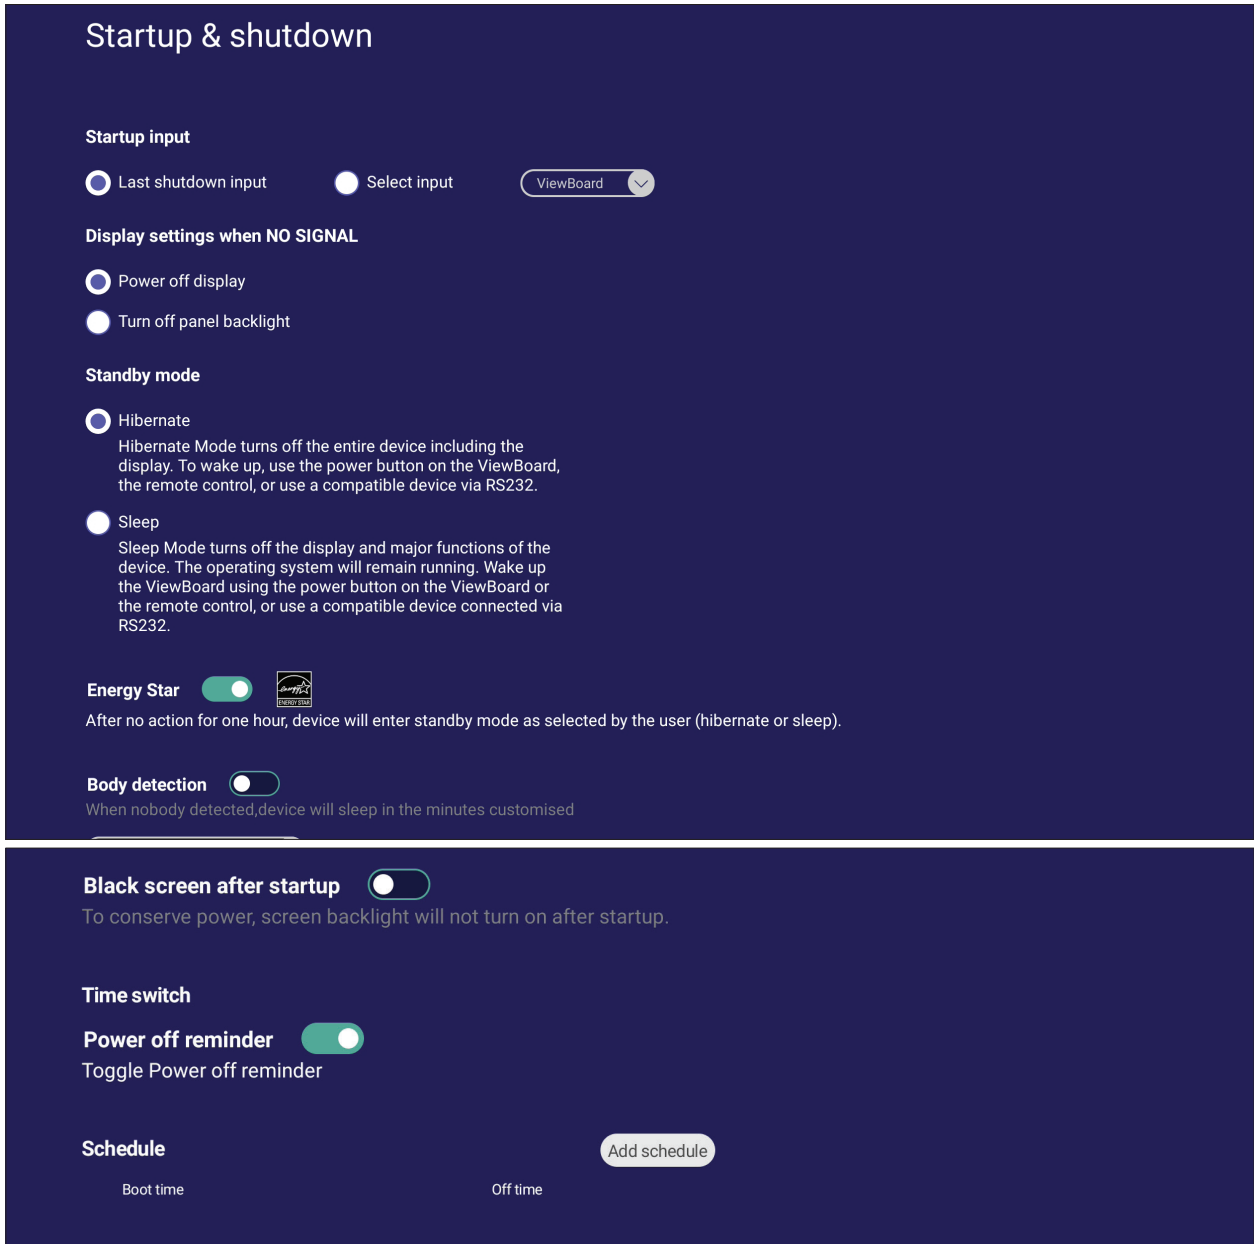 Startup & shutdown
Startup input
Last shutdown input Select input ViewBoard
Display settings when NO SIGNAL
Power off display
Turn off panel backlight
Standby mode
Hibernate
Hibernate Mode turns off the entire device including the
display. To wake up, use the power button on the ViewBoard,
the remote control, or use a compatible device via RS232.
Sleep
Sleep Mode turns off the display and major functions of the
device. The operating system will remain running. Wake up
the ViewBoard using the power button on the ViewBoard or
the remote control, or use a compatible device connected via
RS232.
Energy Star energy ENERGY STAR
After no action for one hour, device will enter standby mode as selected by the user (hibernate or sleep).
Body detection
When nobody detected,device will sleep in the minutes customised
Black screen after startup
To conserve power, screen backlight will not turn on after startup.
Time switch
Power off reminder
Toggle Power off reminder
Schedule Add schedule
Boot time Off time